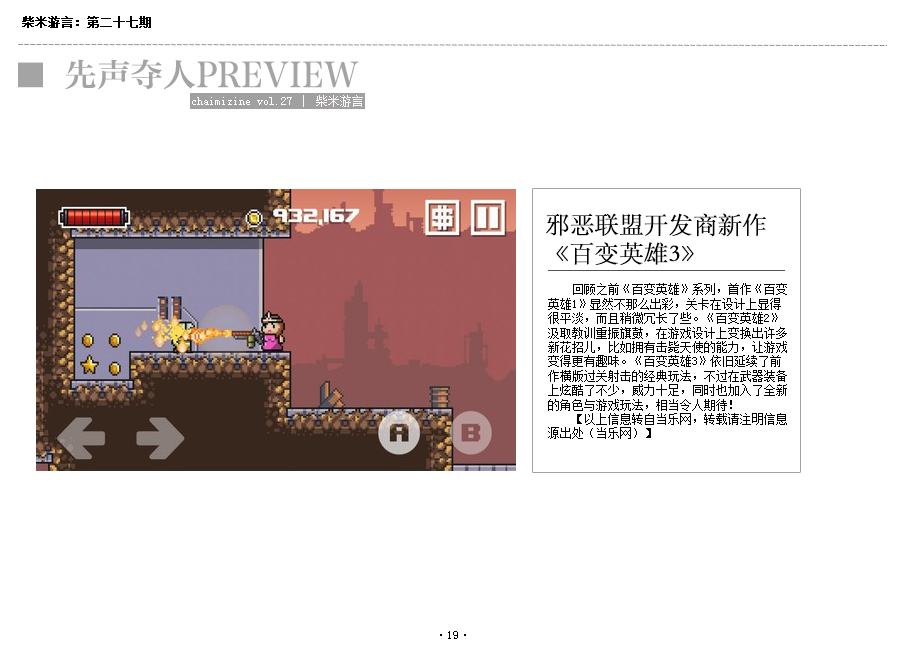 柴米游言：第二十七期
先声夺人PREVIEW
chaimizine vol.27 | 柴米游言
932,167
A
B
邪恶联盟开发商新作
《百变英雄3》
回顾之前《百变英雄》系列，首作《百变
英雄1》显然不那么出彩，关卡在设计上显得
很平淡，而且稍微冗长了些。《百变英雄2》
汲取教训重振旗鼓，在游戏设计上变换出许多
新花招儿，比如拥有击毙天使的能力，让游戏
变得更有趣味。《百变英雄3》依旧延续了前
作横版过关射击的经典玩法，不过在武器装备
上炫酷了不少，威力十足，同时也加入了全新
的角色与游戏玩法，相当令人期待！
【以上信息转自当乐网，转载请注明信息
源出处（当乐网）】
·19·